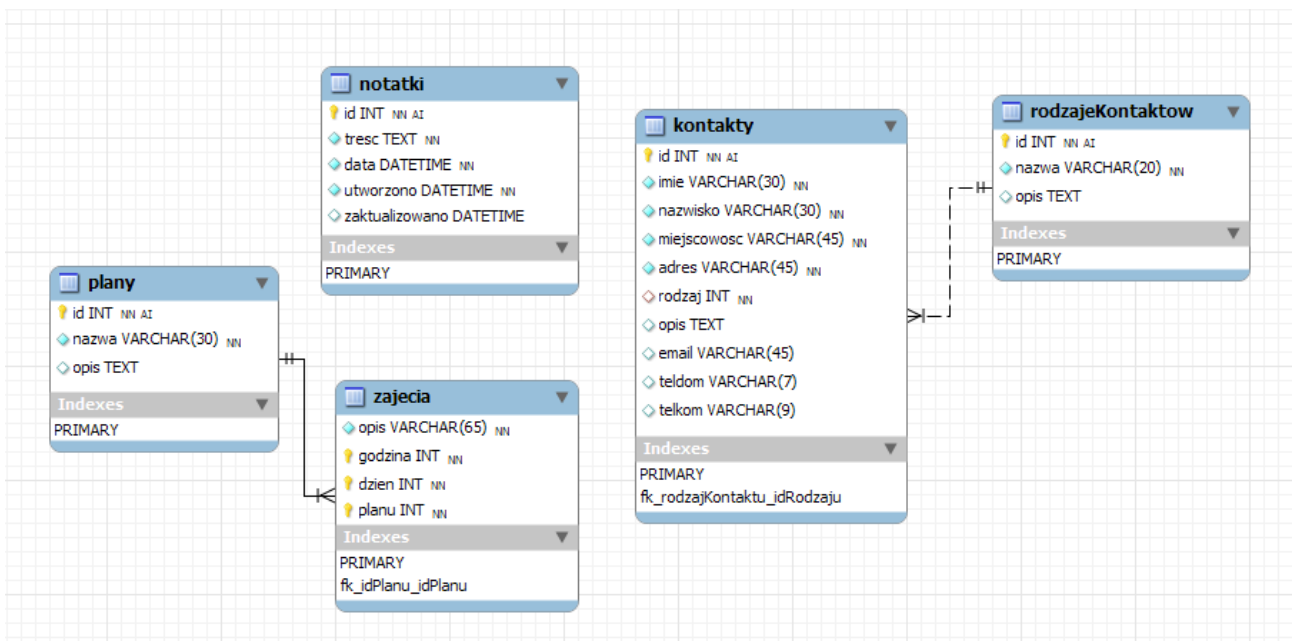 notatki
id INT NN AI
tresc TEXT NN
data DATETIME NN
utworzono DATETIME NN
zaktualizowano DATETIME
Indexes
PRIMARY
plany
id INT NN AI
nazwa VARCHAR(30) NN
opis TEXT
Indexes
PRIMARY
zajecia
opis VARCHAR(65) NN
godzina INT NN
dzien INT NN
planu INT NN
Indexes
PRIMARY
fk_idPlanu_idPlanu
kontakty
id INT NN AI
imie VARCHAR(30) NN
nazwisko VARCHAR(30) NN
miejscowosc VARCHAR(45) NN
adres VARCHAR(45) NN
rodzaj INT NN
opis TEXT
email VARCHAR(45)
teldom VARCHAR(7)
telkom VARCHAR(9)
Indexes
PRIMARY
fk_rodzajKontaktu_idRodzaju
rodzajeKontaktow
id INT NN AI
nazwa VARCHAR(20) NN
opis TEXT
Indexes
PRIMARY